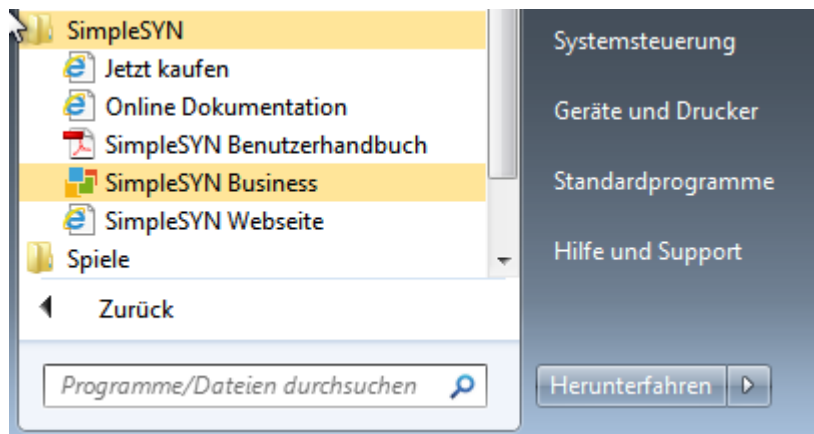 SimpleSYN
Jetzt kaufen
Online Dokumentation
SimpleSYN Benutzerhandbuch
SimpleSYN Business
SimpleSYN Webseite
Spiele
Zurück
Programme/Dateien durchsuchen
Systemsteuerung
Geräte und Drucker
Standardprogramme
Hilfe und Support
Herunterfahren